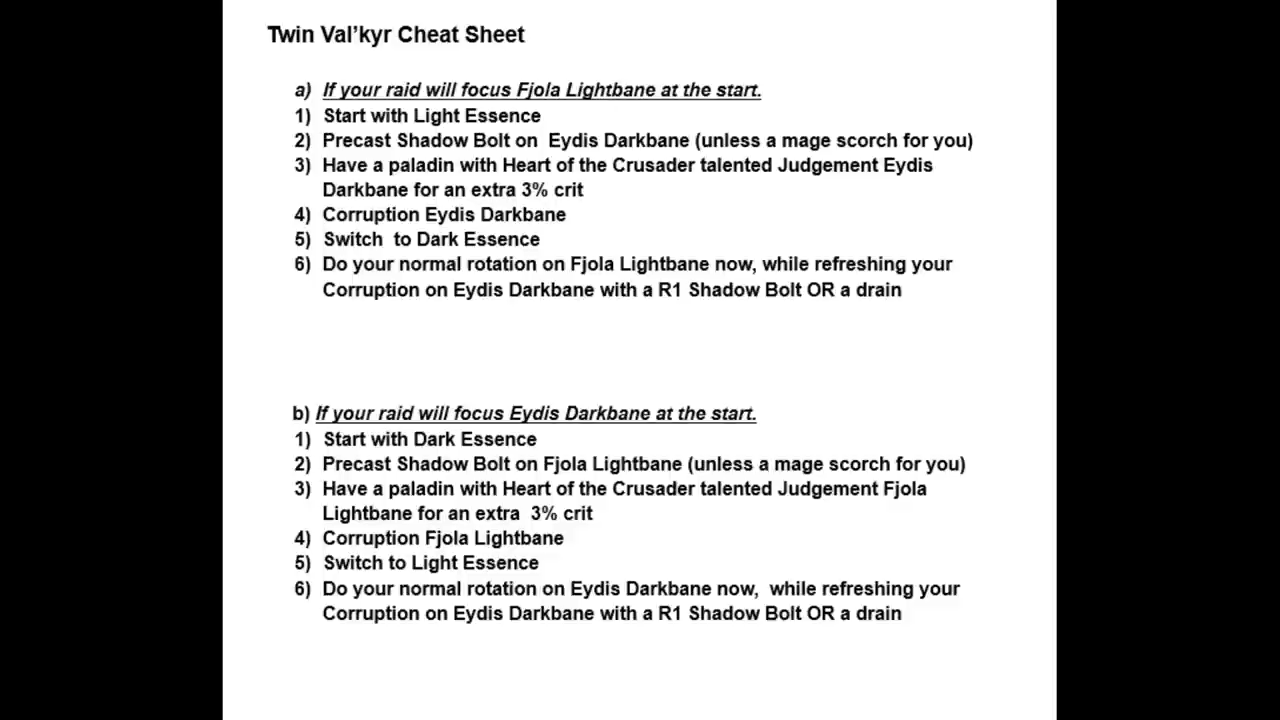 Twin Val'kyr Cheat Sheet
a) If your raid will focus Fjola Lightbane at the start.
1) Start with Light Essence
2) Precast Shadow Bolt on Eydis Darkbane (unless a mage scorch for you)
3) Have a paladin with Heart of the Crusader talented Judgement Eydis
Darkbane for an extra 3% crit
4) Corruption Eydis Darkbane
5) Switch to Dark Essence
6) Do your normal rotation on Fjola Lightbane now, while refreshing your
Corruption on Eydis Darkbane with a R1 Shadow Bolt OR a drain
b) If your raid will focus Eydis Darkbane at the start.
1) Start with Dark Essence
2) Precast Shadow Bolt on Fjola Lightbane (unless a mage scorch for you)
3) Have a paladin with Heart of the Crusader talented Judgement Fjola
Lightbane for an extra 3% crit
4) Corruption Fjola Lightbane
5) Switch to Light Essence
6) Do your normal rotation on Eydis Darkbane now, while refreshing your
Corruption on Eydis Darkbane with a R1 Shadow Bolt OR a drain